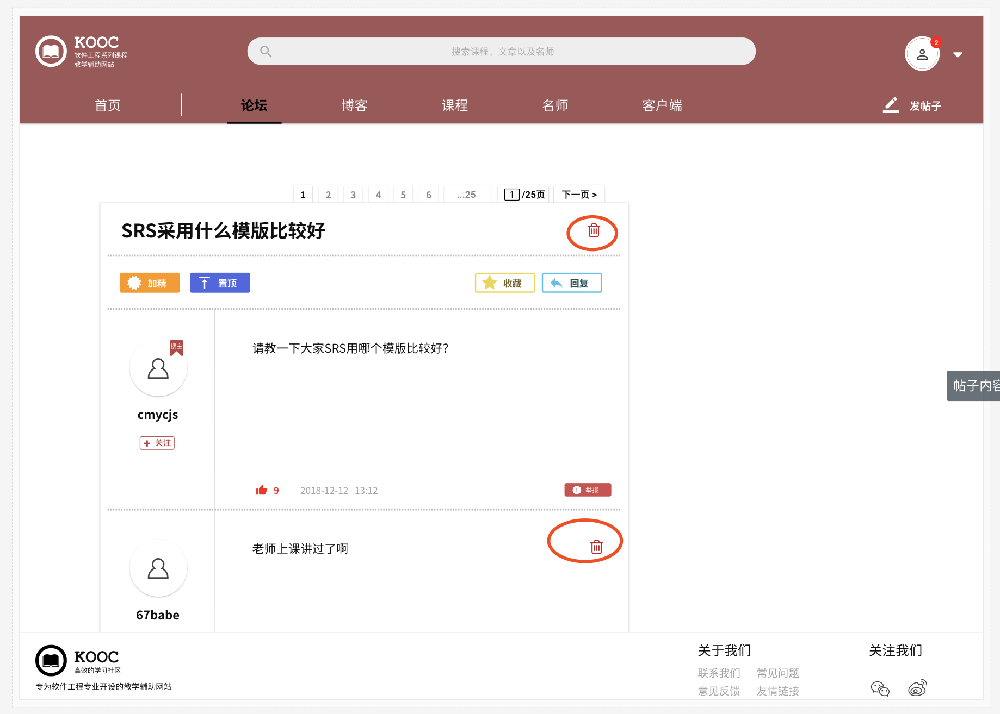 KOOC
软件工程系列课程
教学辅助网站
搜索课程、文章以及名师
2
首页 论坛 博客 课程 名师 客户端 发帖子
1 2 3 4 5 6 ...25 1 /25页 下一页 >
SRS采用什么模版比较好
加精 置顶 收藏 回复
楼主
请教一下大家SRS用哪个模版比较好?
帖子内容
cmycjs
关注
9 2018-12-12 13:12 举报
老师上课讲过了啊
67babe
KOOC
高效的学习社区
专为软件工程专业开设的教学辅助网站
关于我们 关注我们
联系我们 常见问题
意见反馈 友情链接